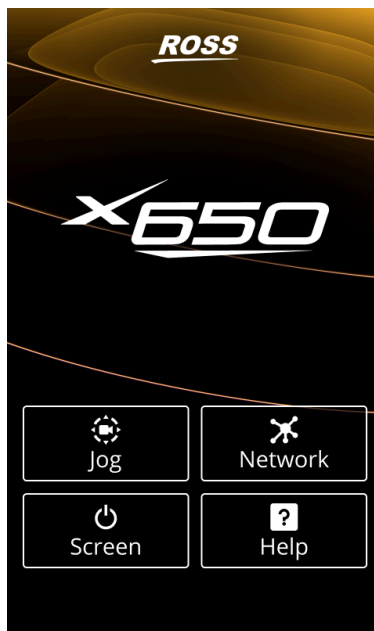 ROSS
X650
Jog
Network
Screen
?
Help